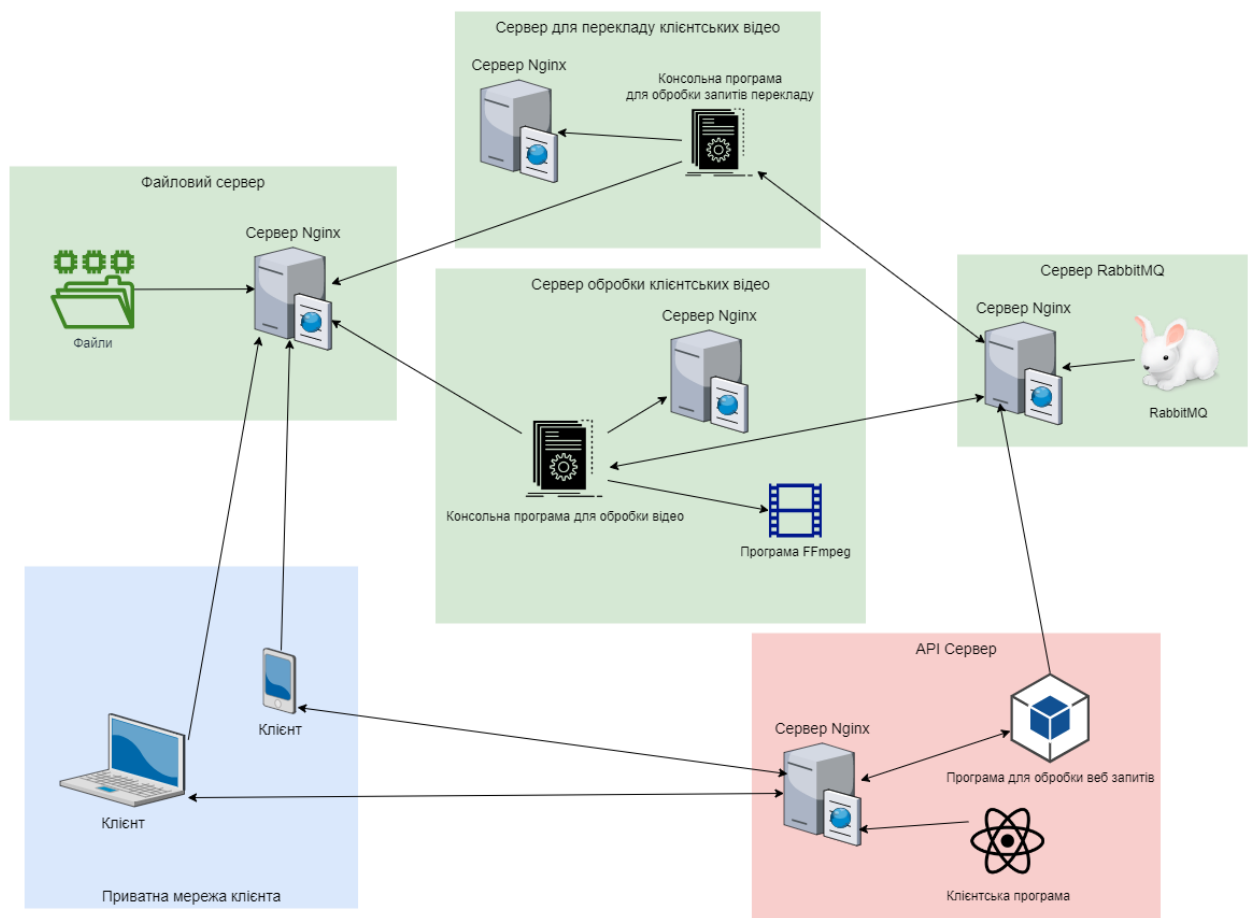 Сервер для перекладу клієнтських відео
Сервер Nginx
Консольна програма
для обробки запитів перекладу
Файловий сервер
Сервер Nginx
Файли
Сервер обробки клієнтських відео
Сервер Nginx
Консольна програма для обробки відео
Програма FFmpeg
Сервер RabbitMQ
Сервер Nginx
RabbitMQ
Клієнт
Клієнт
Приватна мережа клієнта
API Сервер
Сервер Nginx
Програма для обробки веб запитів
Клієнтська програма